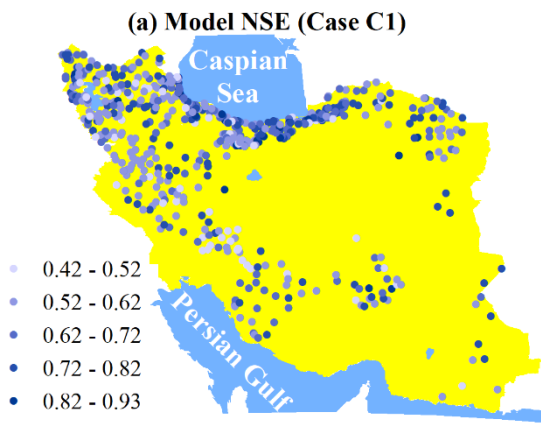 (a) Model NSE (Case C1)
Caspian
Sea
0.42 - 0.52
0.52 - 0.62
0.62 - 0.72
0.72 - 0.82
0.82 - 0.93
Persian Gulf